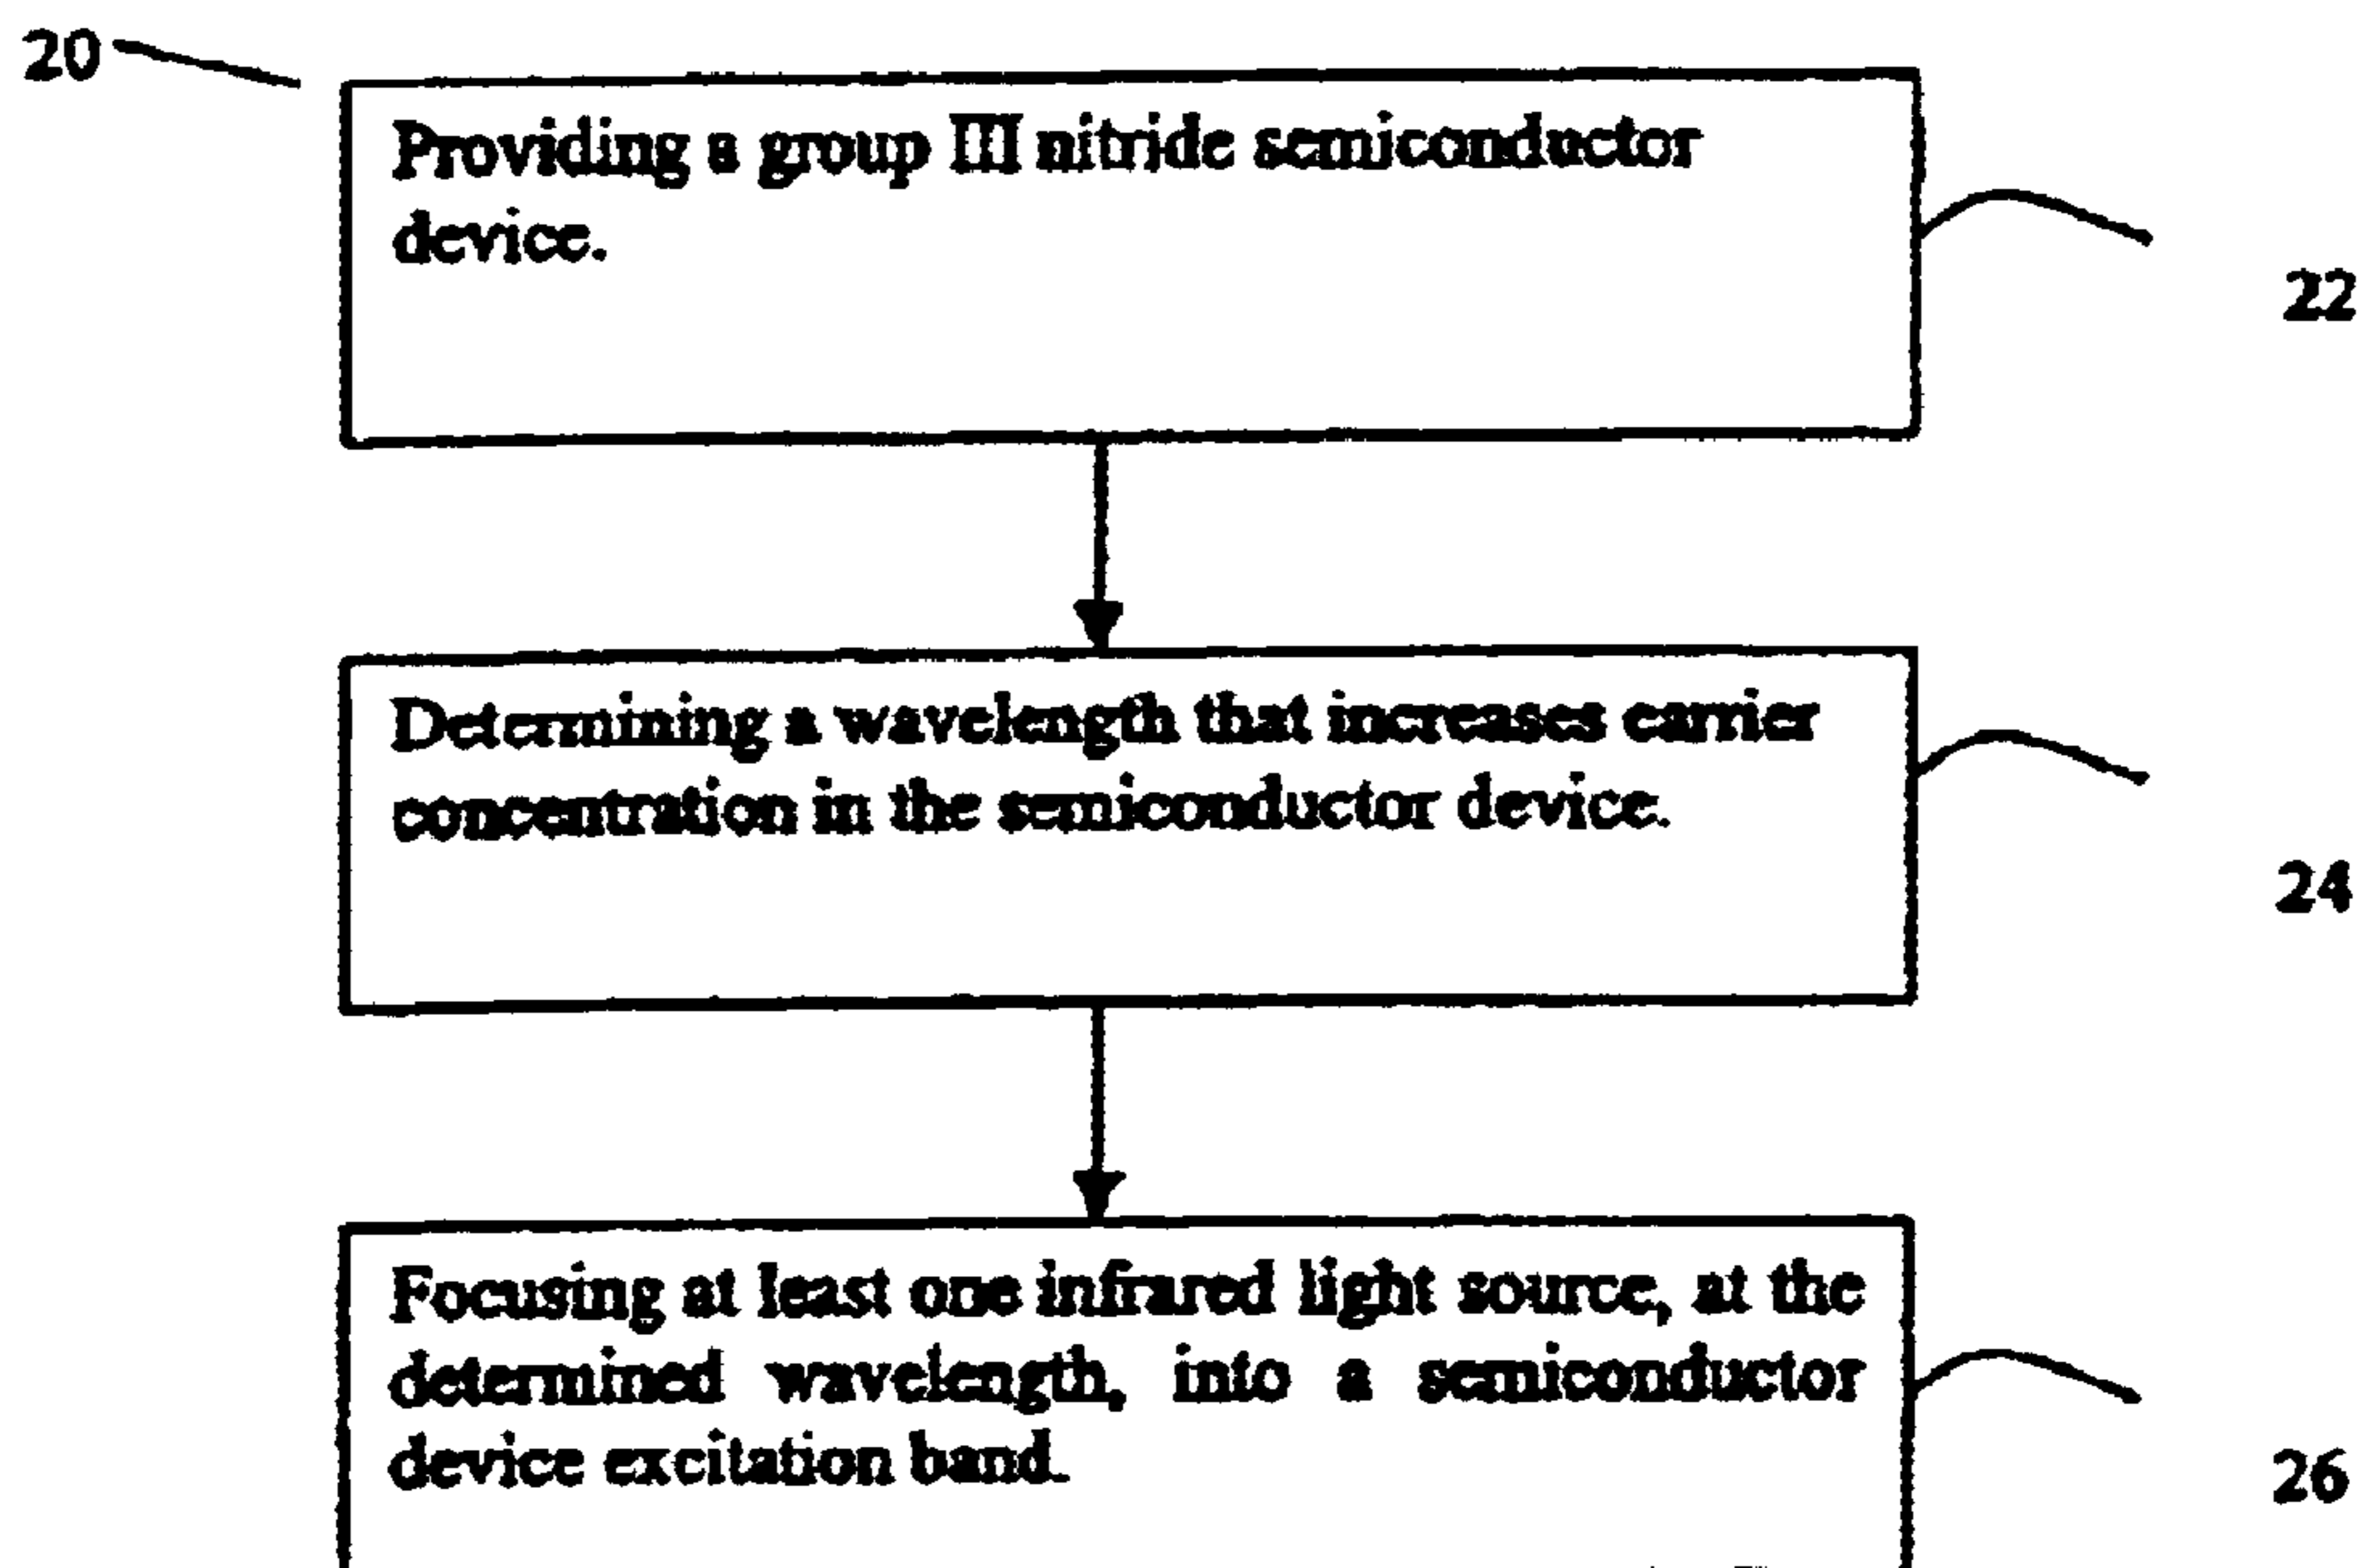 20
Providing a group III nitride semiconductor
device.
22
Determining a wavelength that increases carrier
concentration in the semiconductor device.
24
Focusing at least one infrared light source, at the
determined wavelength, into a semiconductor
device excitation band.
26